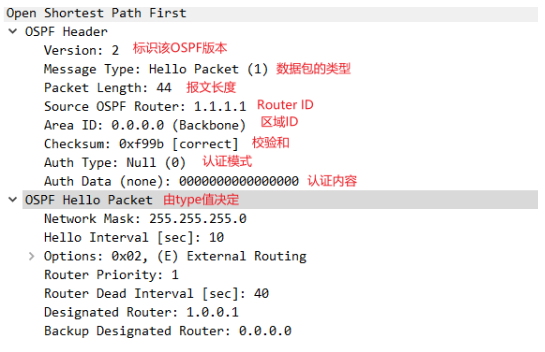 Open Shortest Path First
OSPF Header
Version: 2 标识该OSPF版本
Message Type: Hello Packet (1) 数据包的类型
Packet Length: 44 报文长度
Source OSPF Router: 1.1.1.1 Router ID
Area ID: 0.0.0.0 (Backbone) 区域ID
Checksum: 0xf99b [correct] 校验和
Auth Type: Null (0) 认证模式
Auth Data (none): 0000000000000000 认证内容
OSPF Hello Packet 由type值决定
Network Mask: 255.255.255.0
Hello Interval [sec]: 10
Options: 0x02, (E) External Routing
Router Priority: 1
Router Dead Interval [sec]: 40
Designated Router: 1.0.0.1
Backup Designated Router: 0.0.0.0